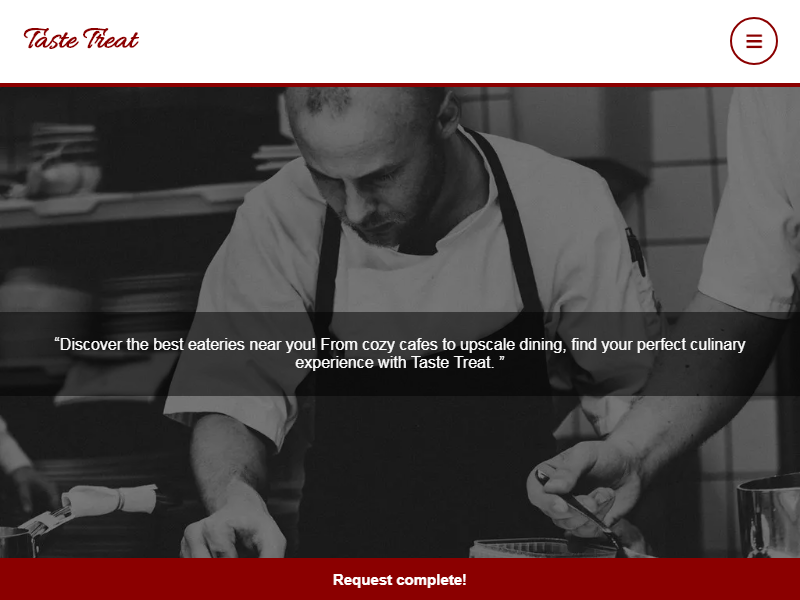 Taste Treat
“Discover the best eateries near you! From cozy cafes to upscale dining, find your perfect culinary
experience with Taste Treat. ”
Request complete!